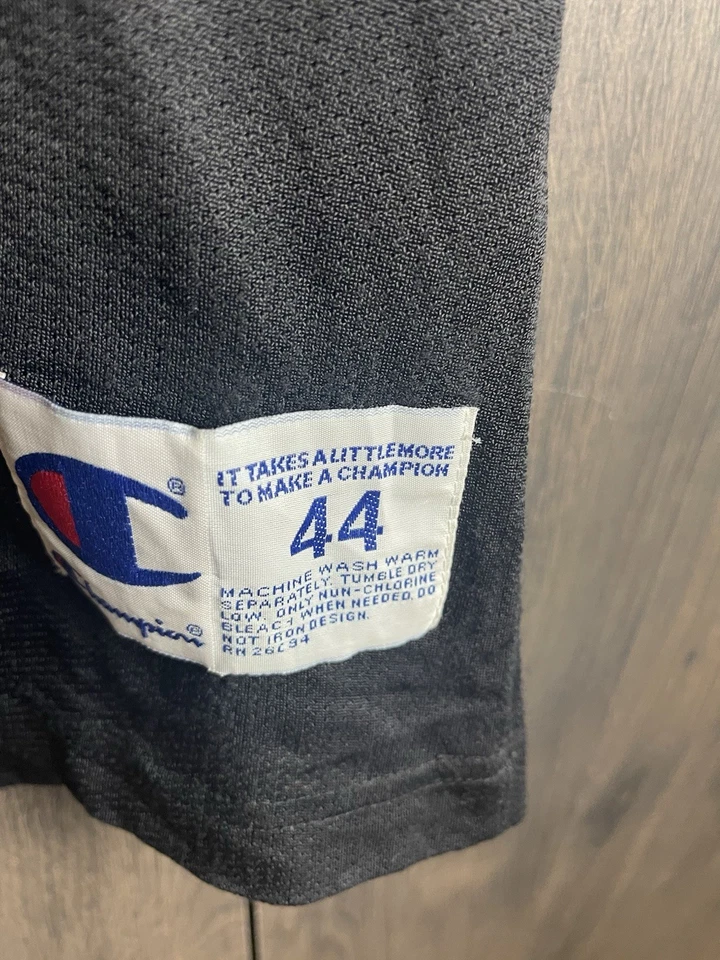 ®
Champion®
IT TAKES A LITTLE MORE
TO MAKE A CHAMPION
44
MACHINE WASH WARM
SEPARATELY. TUMBLE DRY
LOW. ONLY NUN-CHLORINE
BLEACH WHEN NEEDED. DO
NOT IRON DESIGN.
RN 26094